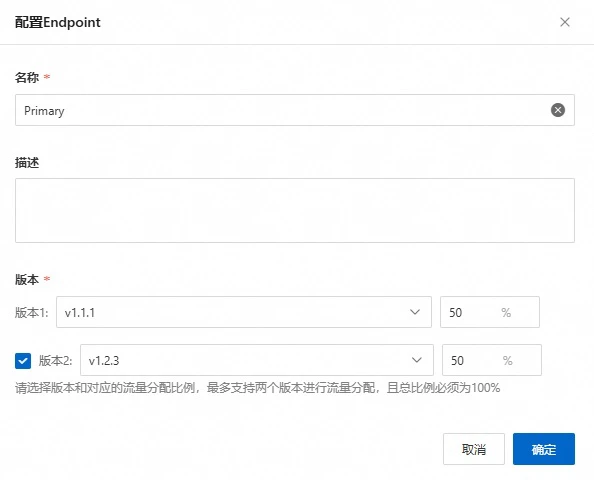 配置Endpoint
名称 *
Primary
描述
版本 *
版本1: v1.1.1 50 %
版本2: v1.2.3 50 %
请选择版本和对应的流量分配比例，最多支持两个版本进行流量分配，且总比例必须为100%
取消 确定